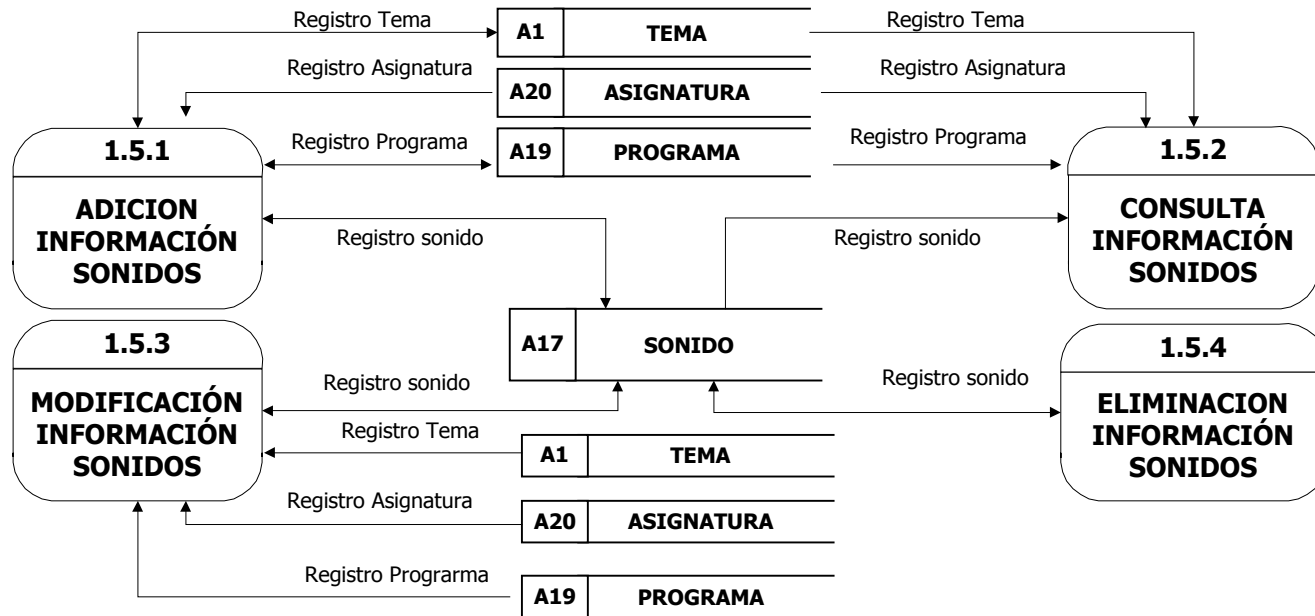 Registro Tema
A1
TEMA
Registro Tema
Registro Asignatura
A20
ASIGNATURA
Registro Asignatura
Registro Programa
A19
PROGRAMA
Registro Programa
1.5.1
ADICION
INFORMACIÓN
SONIDOS
1.5.2
CONSULTA
INFORMACIÓN
SONIDOS
Registro sonido
Registro sonido
A17
SONIDO
1.5.3
MODIFICACIÓN
INFORMACIÓN
SONIDOS
1.5.4
ELIMINACION
INFORMACIÓN
SONIDOS
Registro sonido
Registro sonido
Registro Tema
A1
TEMA
Registro Asignatura
A20
ASIGNATURA
Registro Prograrma
A19
PROGRAMA